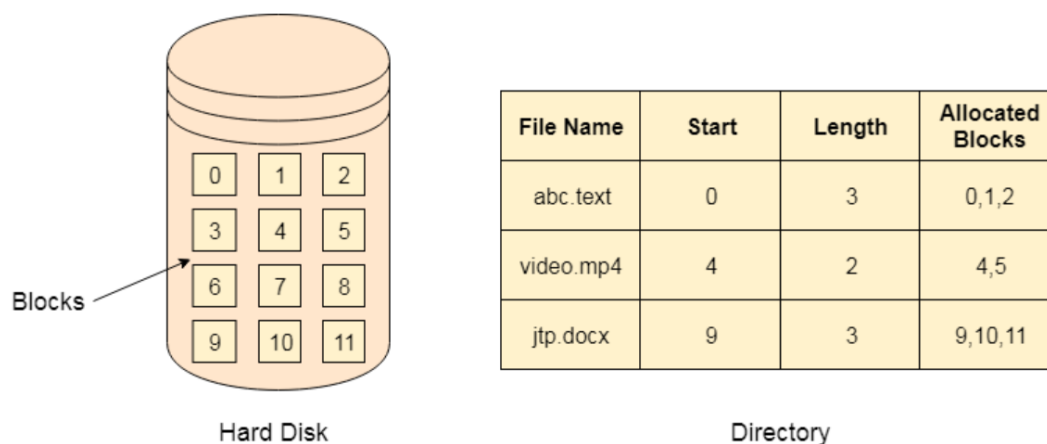 0 1 2
3 4 5
6 7 8
9 10 11
Blocks
Hard Disk
File Name Start Length Allocated
Blocks
abc.text 0 3 0,1,2
video.mp4 4 2 4,5
jtp.docx 9 3 9,10,11
Directory